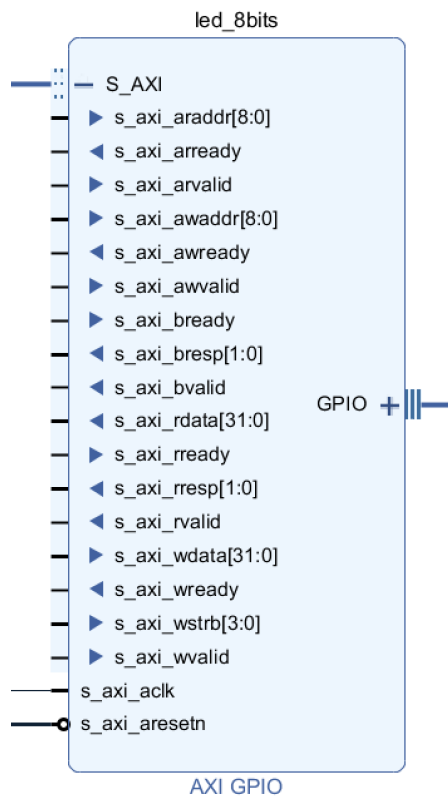 led_8bits
S_AXI
s_axi_araddr[8:0]
s_axi_arready
s_axi_arvalid
s_axi_awaddr[8:0]
s_axi_awready
s_axi_awvalid
s_axi_bready
s_axi_bresp[1:0]
s_axi_bvalid
s_axi_rdata[31:0]
s_axi_rready
s_axi_rresp[1:0]
s_axi_rvalid
s_axi_wdata[31:0]
s_axi_wready
s_axi_wstrb[3:0]
s_axi_wvalid
s_axi_aclk
s_axi_aresetn
GPIO
AXI GPIO